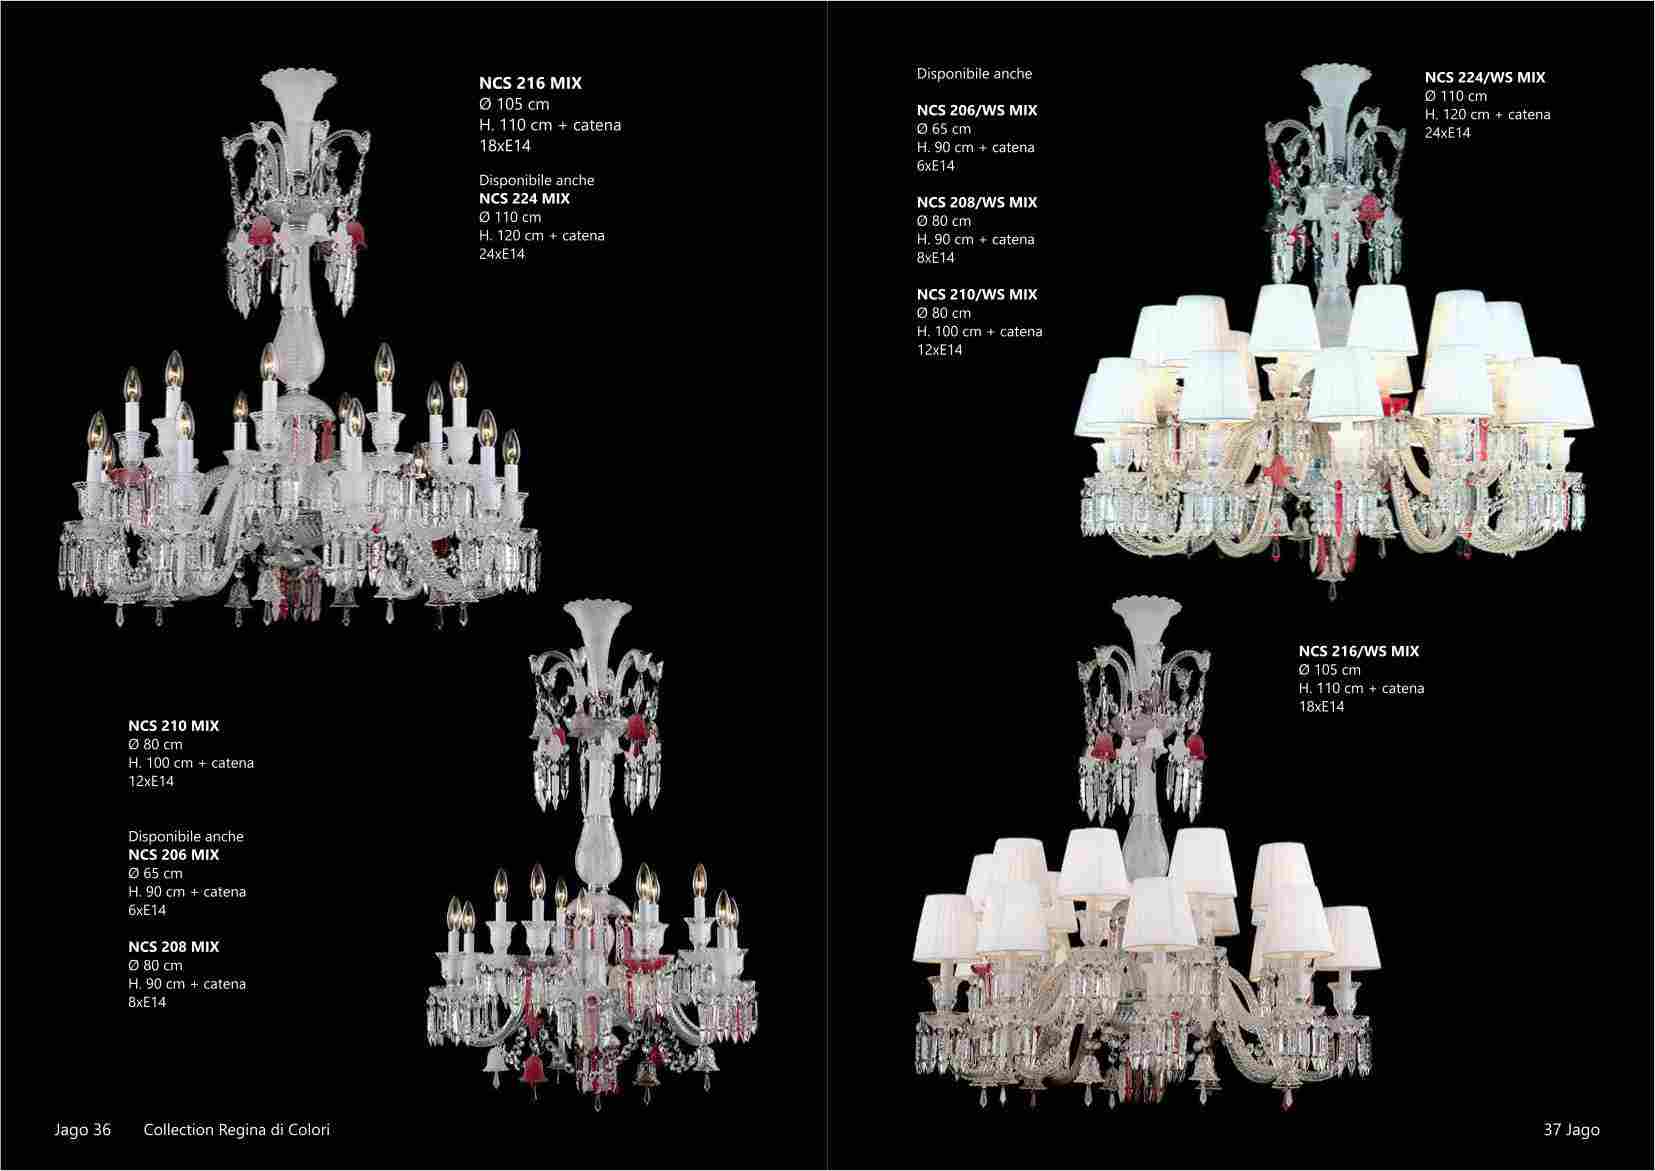 NCS 216 MIX
Ø 105 cm
H. 110 cm + catena
18xE14
Disponibile anche
NCS 224 MIX
Ø 110 cm
H. 120 cm + catena
24xE14
NCS 210 MIX
Ø 80 cm
H. 100 cm + catena
12xE14
Disponibile anche
NCS 206 MIX
Ø 65 cm
H. 90 cm + catena
6xE14
NCS 208 MIX
Ø 80 cm
H. 90 cm + catena
8xE14
Jago 36 Collection Regina di Colori
Disponibile anche
NCS 206/WS MIX
Ø 65 cm
H. 90 cm + catena
6xE14
NCS 208/WS MIX
Ø 80 cm
H. 90 cm + catena
8xE14
NCS 210/WS MIX
Ø 80 cm
H. 100 cm + catena
12xE14
NCS 224/WS MIX
Ø 110 cm
H. 120 cm + catena
24xE14
NCS 216/WS MIX
Ø 105 cm
H. 110 cm + catena
18xE14
37 Jago